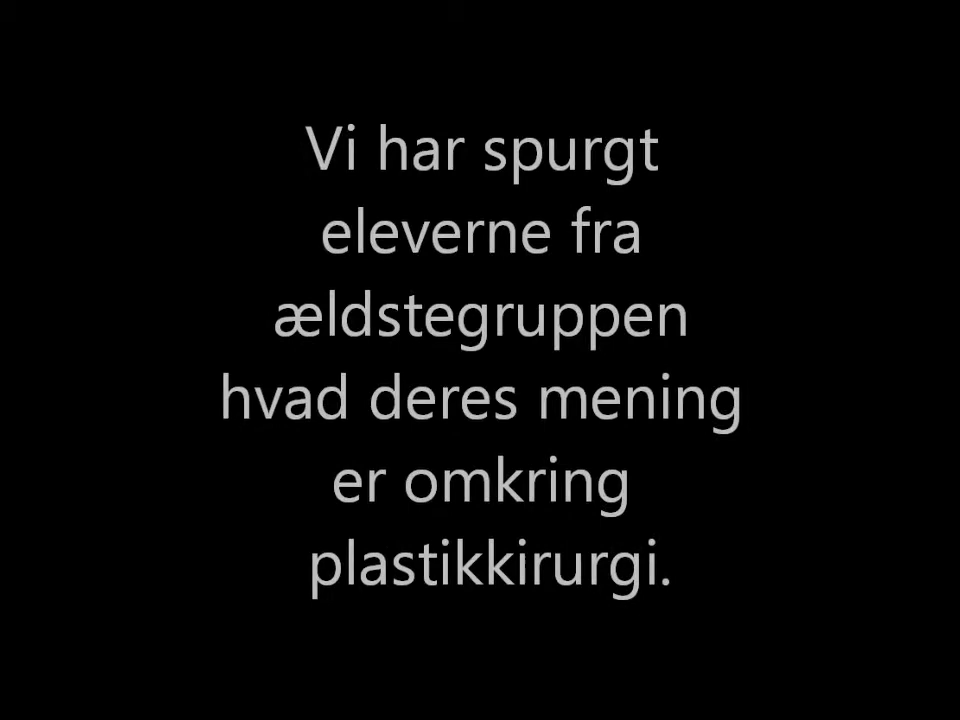 Vi har spurgt
eleverne fra
ældstegruppen
hvad deres mening
er omkring
plastikkirurgi.